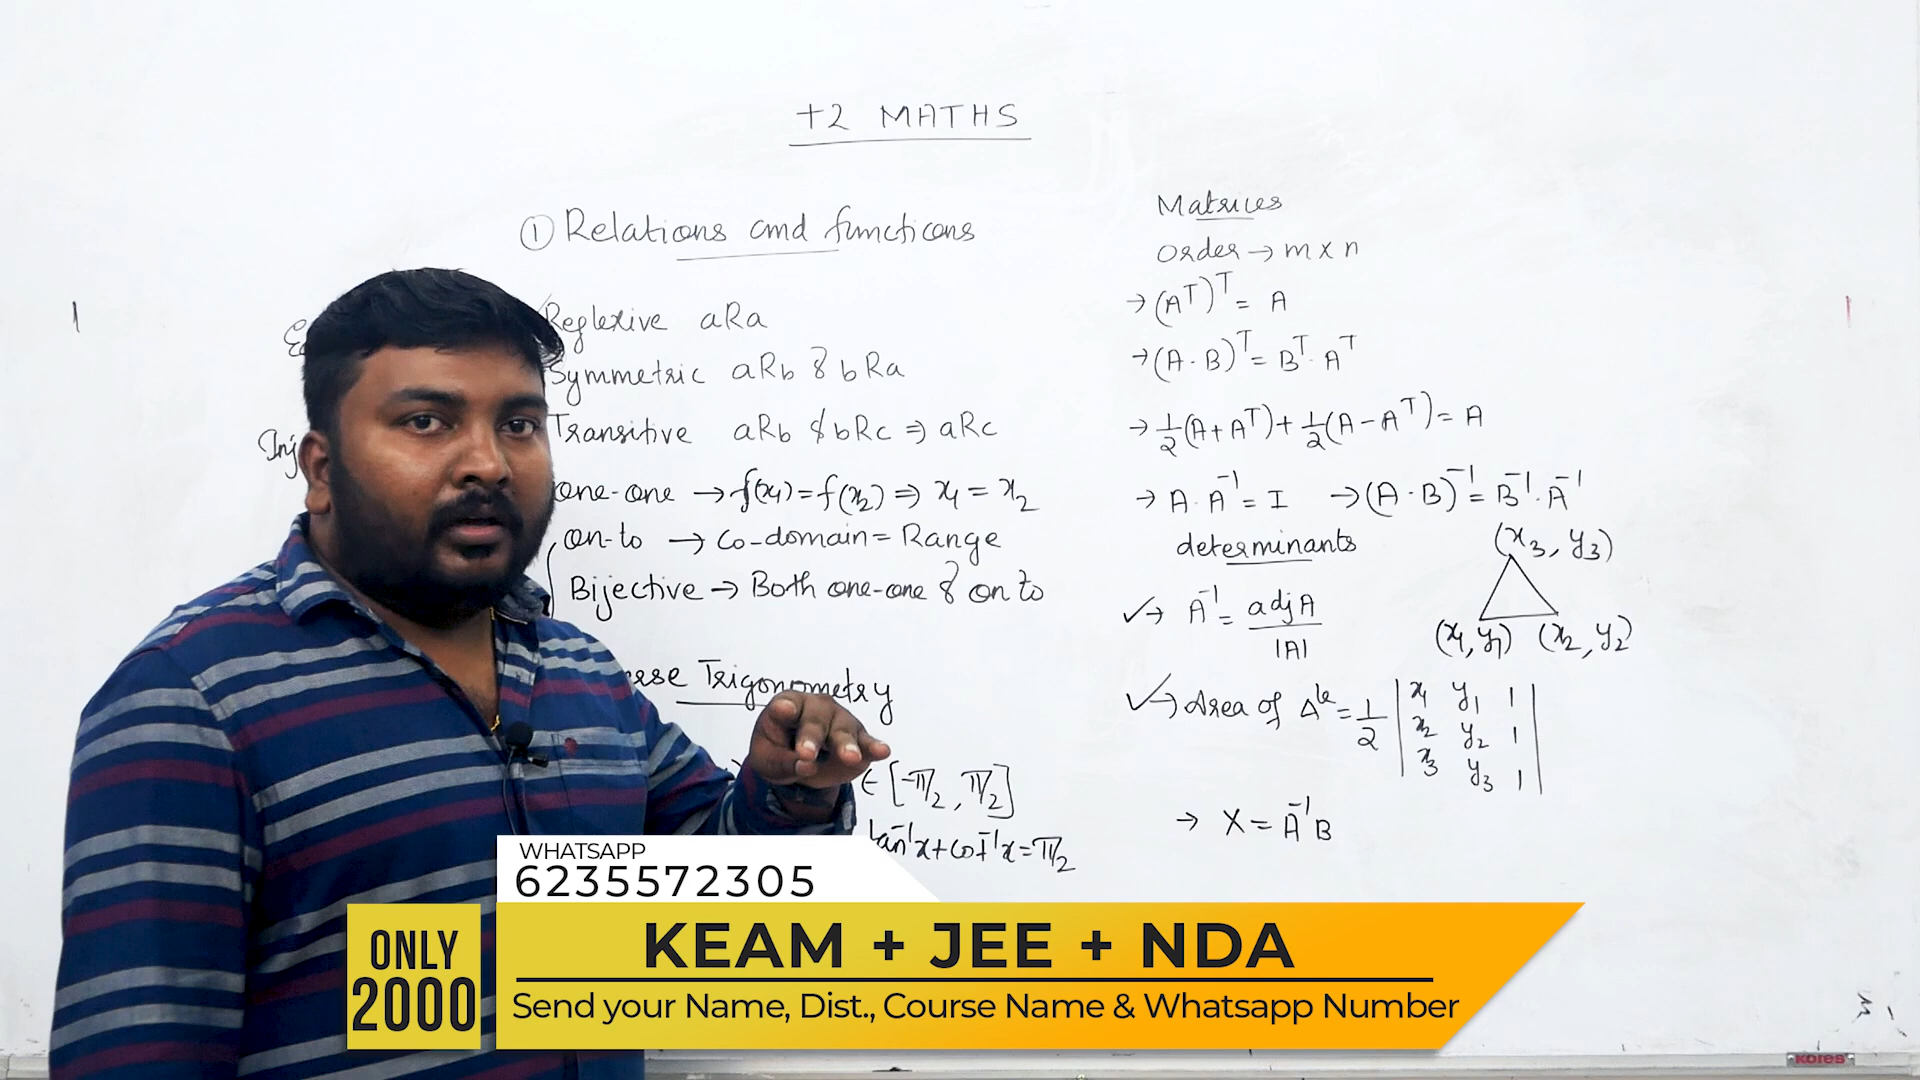 +2 MATHS
① Relations and functions
Reflexive aRa
Symmetric aRb & bRa
Transitive aRb & bRc ⇒ aRc
one-one → f(x₁) = f(x₂) ⇒ x₁ = x₂
on-to → Co-domain = Range
Bijective → Both one-one & on to
Trigonometry
∈ [-π/2, π/2]
tan⁻¹x + cot⁻¹x = π/2
Matrices
Order → m x n
→ (Aᵀ)ᵀ = A
→ (A·B)ᵀ = Bᵀ·Aᵀ
→ 1/2(A+Aᵀ) + 1/2(A-Aᵀ) = A
→ A·A⁻¹ = I → (A·B)⁻¹ = B⁻¹·A⁻¹
determinants
(x₃, y₃)
(x₁, y₁) (x₂, y₂)
✓→ A⁻¹ = adjA / |A|
✓→ Area of Δle = 1/2 | x₁ y₁ 1 |
| x₂ y₂ 1 |
| x₃ y₃ 1 |
→ X = A⁻¹B
WHATSAPP
6235572305
ONLY
2000
KEAM + JEE + NDA
Send your Name, Dist., Course Name & Whatsapp Number
KORES